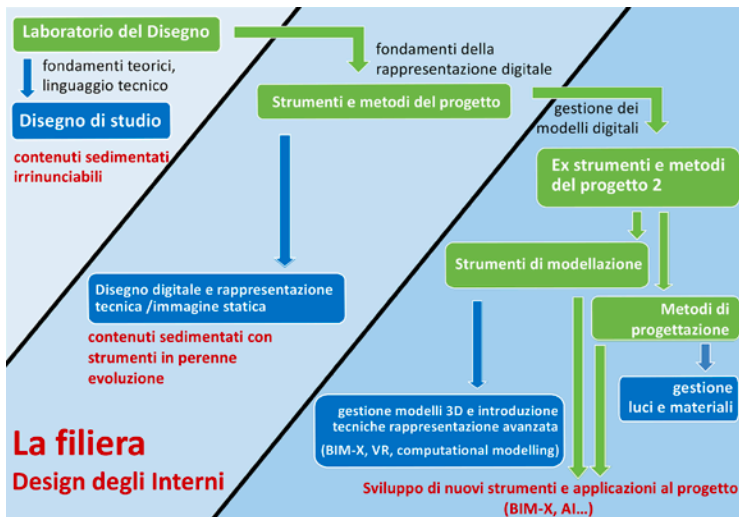 Laboratorio del Disegno
fondamenti teorici,
linguaggio tecnico
Disegno di studio
contenuti sedimentati
irrinunciabili
fondamenti della
rappresentazione digitale
Strumenti e metodi del progetto
gestione dei
modelli digitali
Ex strumenti e metodi
del progetto 2
Strumenti di modellazione
Disegno digitale e rappresentazione
tecnica /immagine statica
contenuti sedimentati con
strumenti in perenne
evoluzione
Metodi di
progettazione
gestione
luci e materiali
gestione modelli 3D e introduzione
tecniche rappresentazione avanzata
(BIM-X, VR, computational modelling)
La filiera
Design degli Interni
Sviluppo di nuovi strumenti e applicazioni al progetto
(BIM-X, AI...)